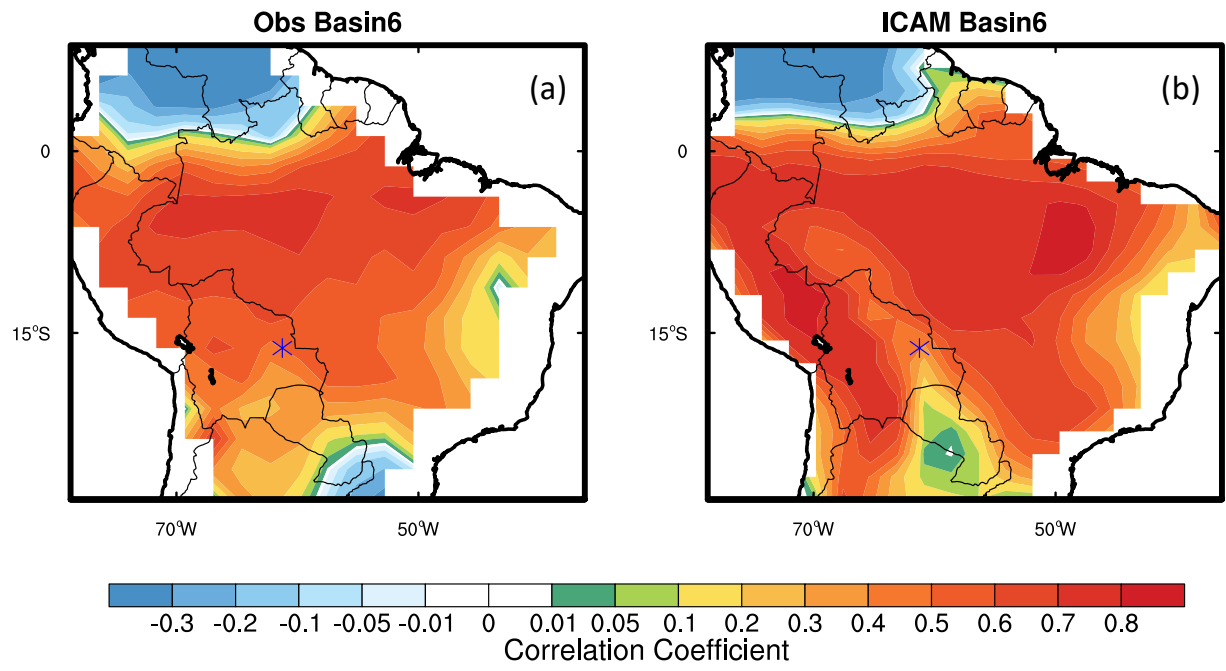 Obs Basin6
ICAM Basin6
(a)
(b)
0
0
15°S
15°S
70°W
50°W
70°W
50°W
-0.3 -0.2 -0.1 -0.05 -0.01 0 0.01 0.05 0.1 0.2 0.3 0.4 0.5 0.6 0.7 0.8
Correlation Coefficient